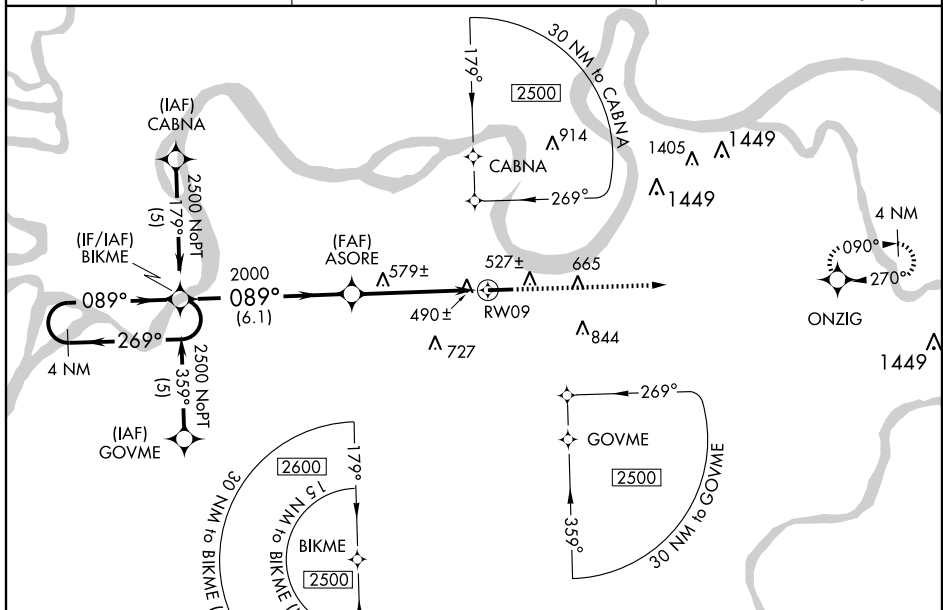 30 NM to CABNA
179°
2500
914
CABNA
269°
1405
1449
1449
(IAF)
CABNA
2500 NoPT
179°
(5)
(IF/IAF)
BIKME
2000
089°
(6.1)
089°
269°
4 NM
2500 NoPT
359°
(5)
(IAF)
GOVME
(FAF)
ASORE
579±
490±
527±
RW09
665
727
844
4 NM
090°
270°
ONZIG
1449
269°
GOVME
2500
359°
30 NM to GOVME
2600
179°
30 NM to BIKME (
15 NM to BIKME (
BIKME
2500